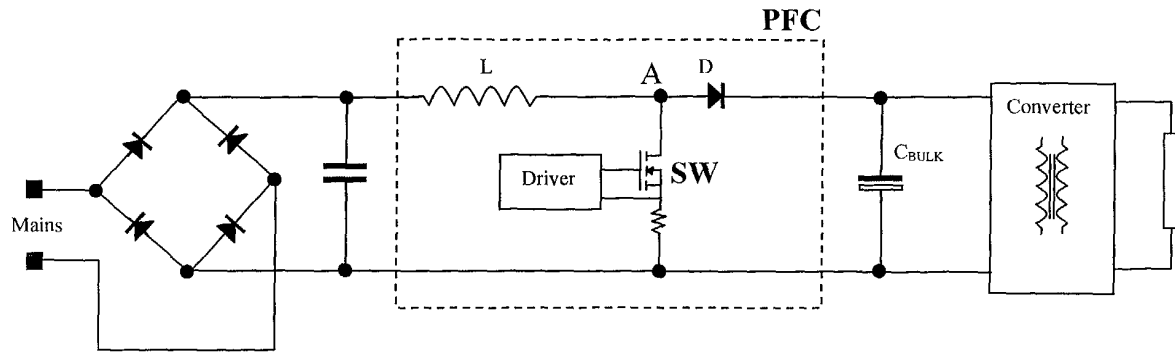 PFC
L
A
D
Converter
C_BULK
Driver
SW
Mains